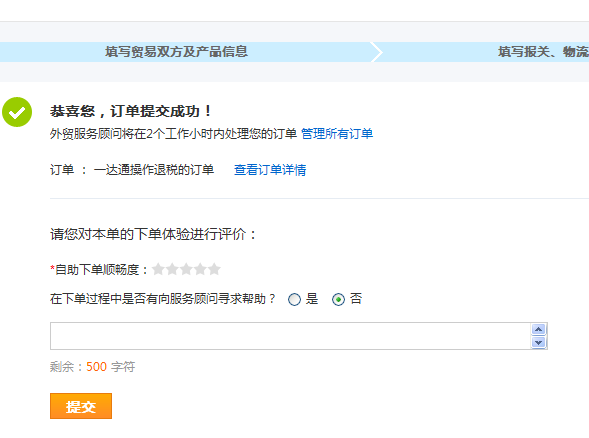 填写贸易双方及产品信息
填写报关、物流
恭喜您，订单提交成功！
外贸服务顾问将在2个工作小时内处理您的订单 管理所有订单
订单 ： 一达通操作退税的订单 查看订单详情
请您对本单的下单体验进行评价：
*自助下单顺畅度：
在下单过程中是否有向服务顾问寻求帮助？ 是 否
剩余：500 字符
提交